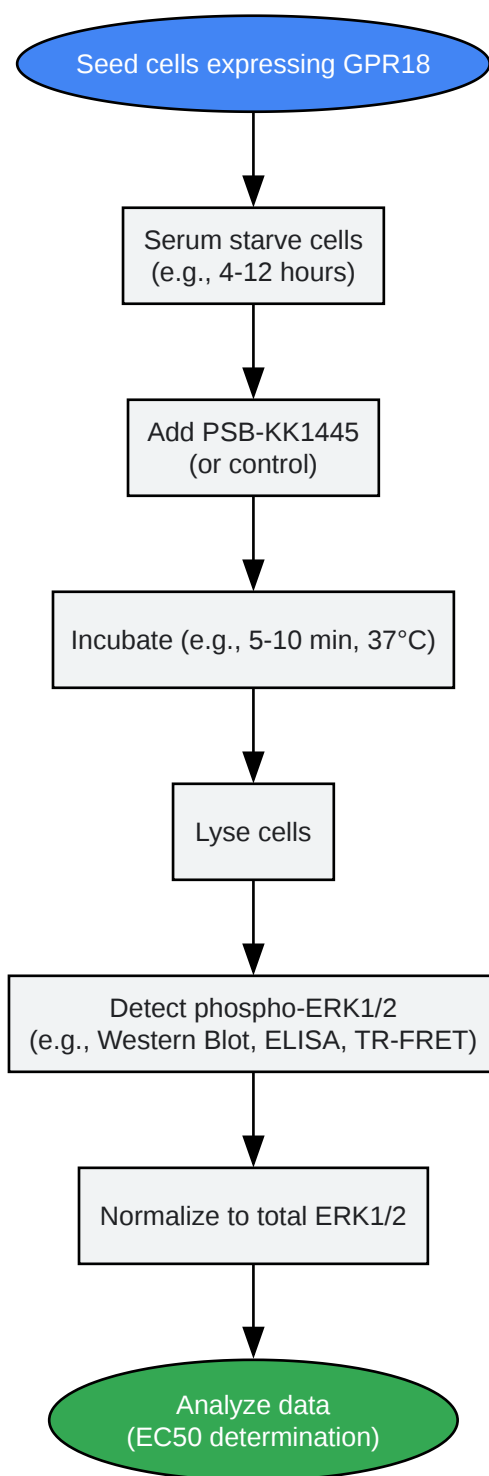 Seed cells expressing GPR18
Serum starve cells
(e.g., 4-12 hours)
Add PSB-KK1445
(or control)
Incubate (e.g., 5-10 min, 37°C)
Lyse cells
Detect phospho-ERK1/2
(e.g., Western Blot, ELISA, TR-FRET)
Normalize to total ERK1/2
Analyze data
(EC50 determination)